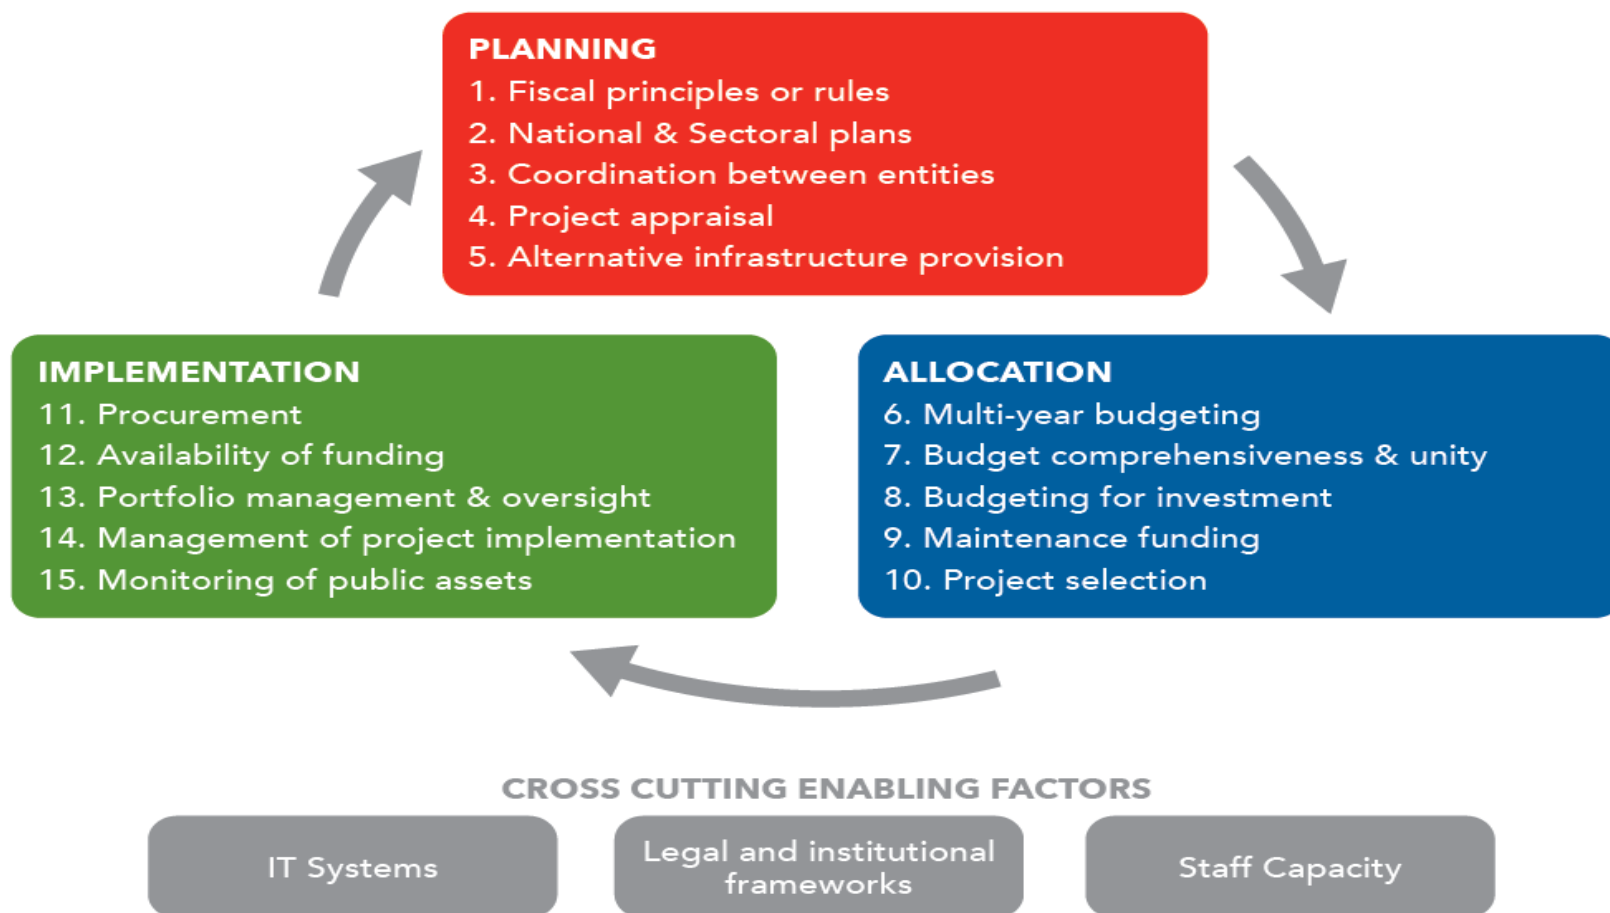 PLANNING
1. Fiscal principles or rules
2. National & Sectoral plans
3. Coordination between entities
4. Project appraisal
5. Alternative infrastructure provision
IMPLEMENTATION
11. Procurement
12. Availability of funding
13. Portfolio management & oversight
14. Management of project implementation
15. Monitoring of public assets
ALLOCATION
6. Multi-year budgeting
7. Budget comprehensiveness & unity
8. Budgeting for investment
9. Maintenance funding
10. Project selection
CROSS CUTTING ENABLING FACTORS
IT Systems
Legal and institutional
frameworks
Staff Capacity